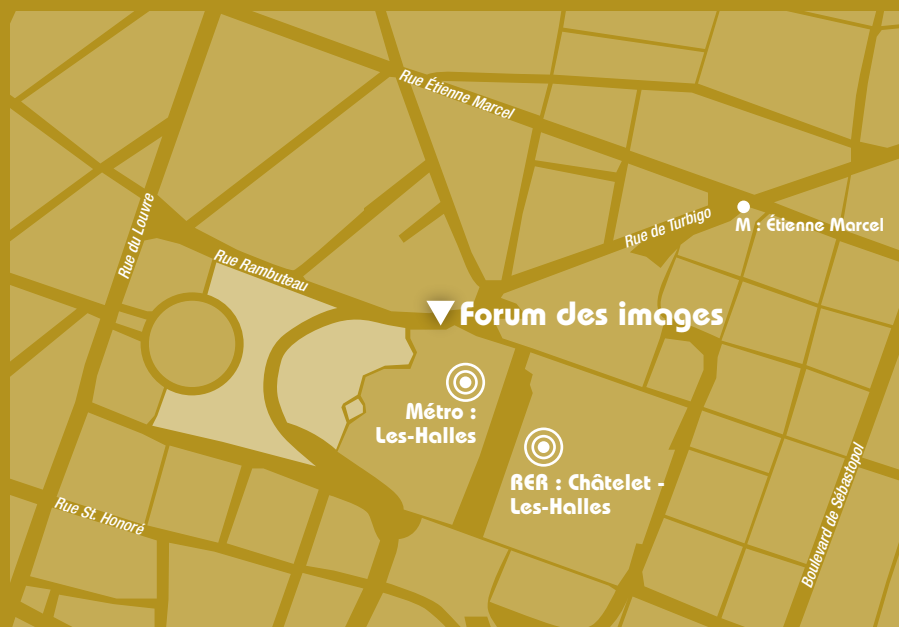 Rue Étienne Marcel
Rue du Louvre
Rue de Turbigo
M : Étienne Marcel
Rue Rambuteau
Forum des images
Métro :
Les-Halles
RER : Châtelet -
Les-Halles
Rue St. Honoré
Boulevard de Sébastopol